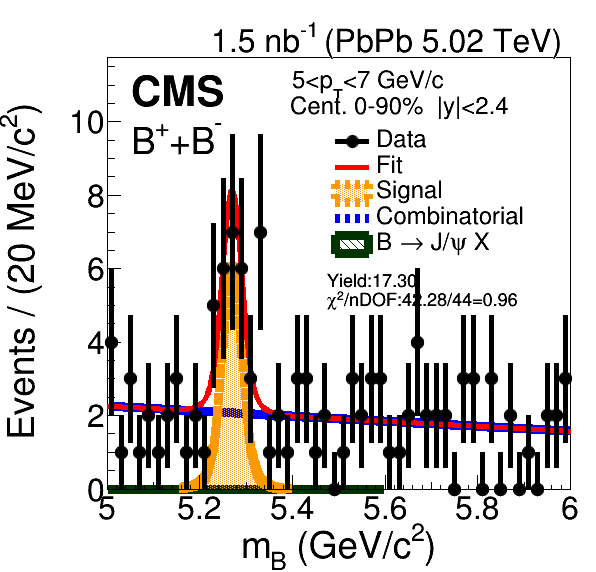 1.5 nb⁻¹ (PbPb 5.02 TeV)
CMS
5<p_T<7 GeV/c
Cent. 0-90% |y|<2.4
B⁺+B⁻
Data
Fit
Signal
Combinatorial
B → J/ψ X
Yield:17.30
χ²/nDOF:42.28/44=0.96
Events / (20 MeV/c²)
10
8
6
4
2
0
5 5.2 5.4 5.6 5.8 6
m_B (GeV/c²)